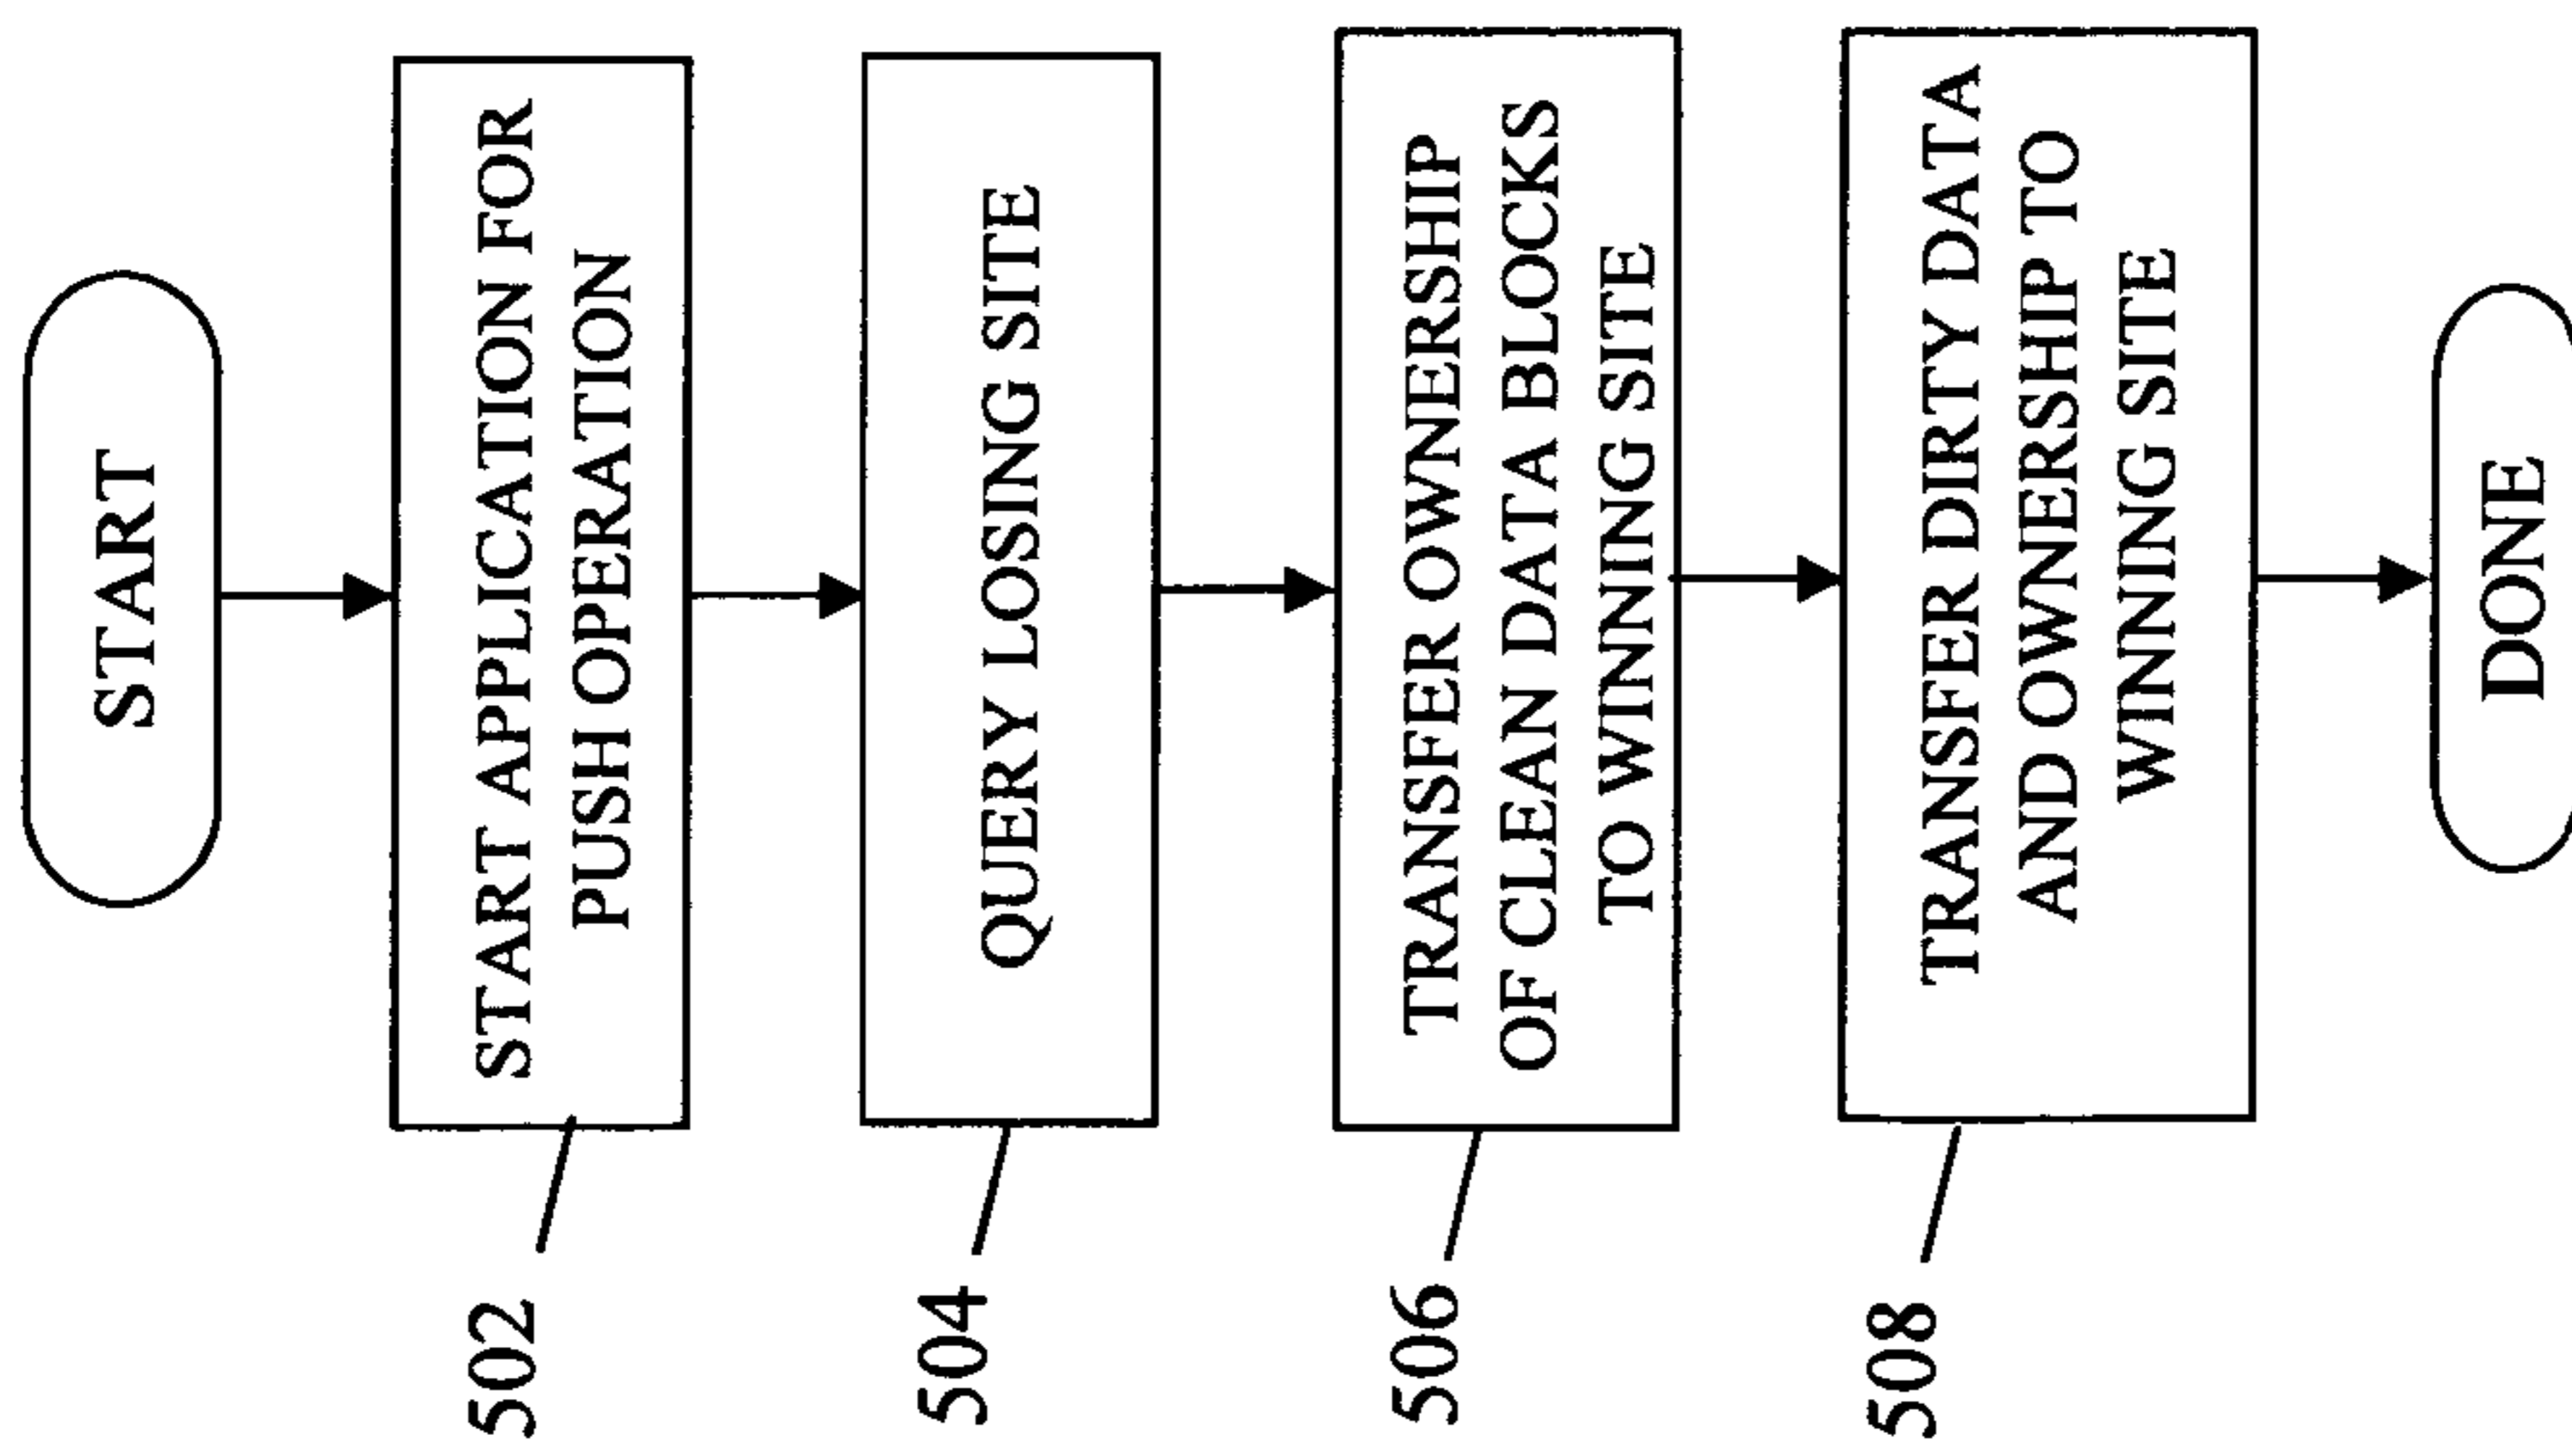 START
START APPLICATION FOR
PUSH OPERATION
502
QUERY LOSING SITE
504
TRANSFER OWNERSHIP
OF CLEAN DATA BLOCKS
TO WINNING SITE
506
TRANSFER DIRTY DATA
AND OWNERSHIP TO
WINNING SITE
508
DONE